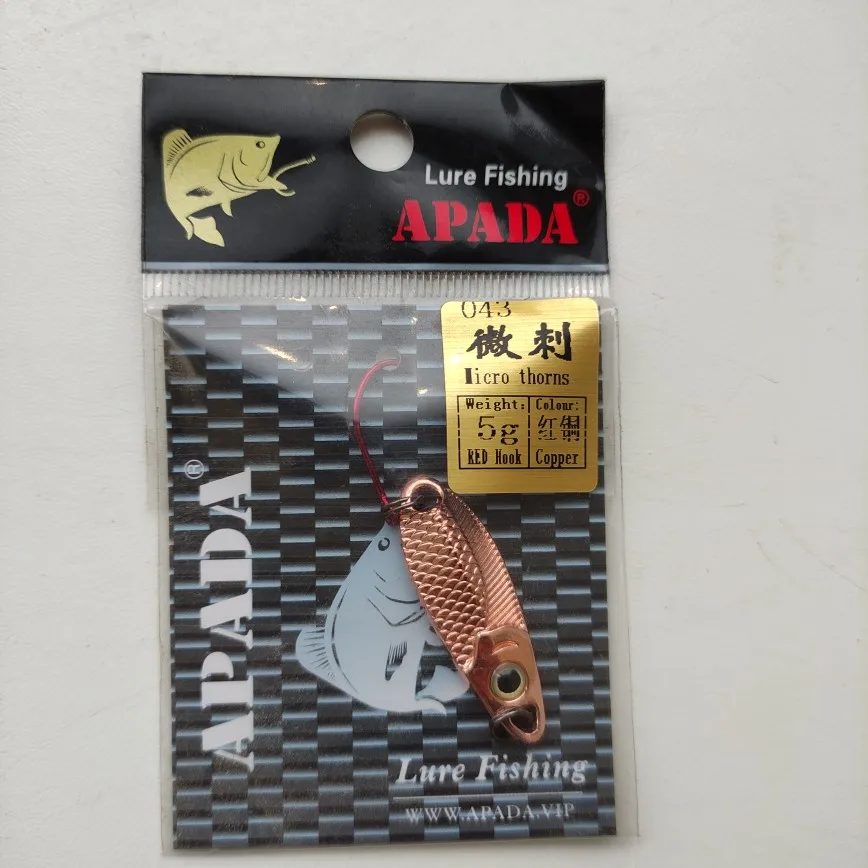 Lure Fishing
APADA®
043
微刺
Micro thorns
Weight: Colour:
5g 红铜
RED Hook Copper
APADA®
Lure Fishing
WWW.APADA.VIP